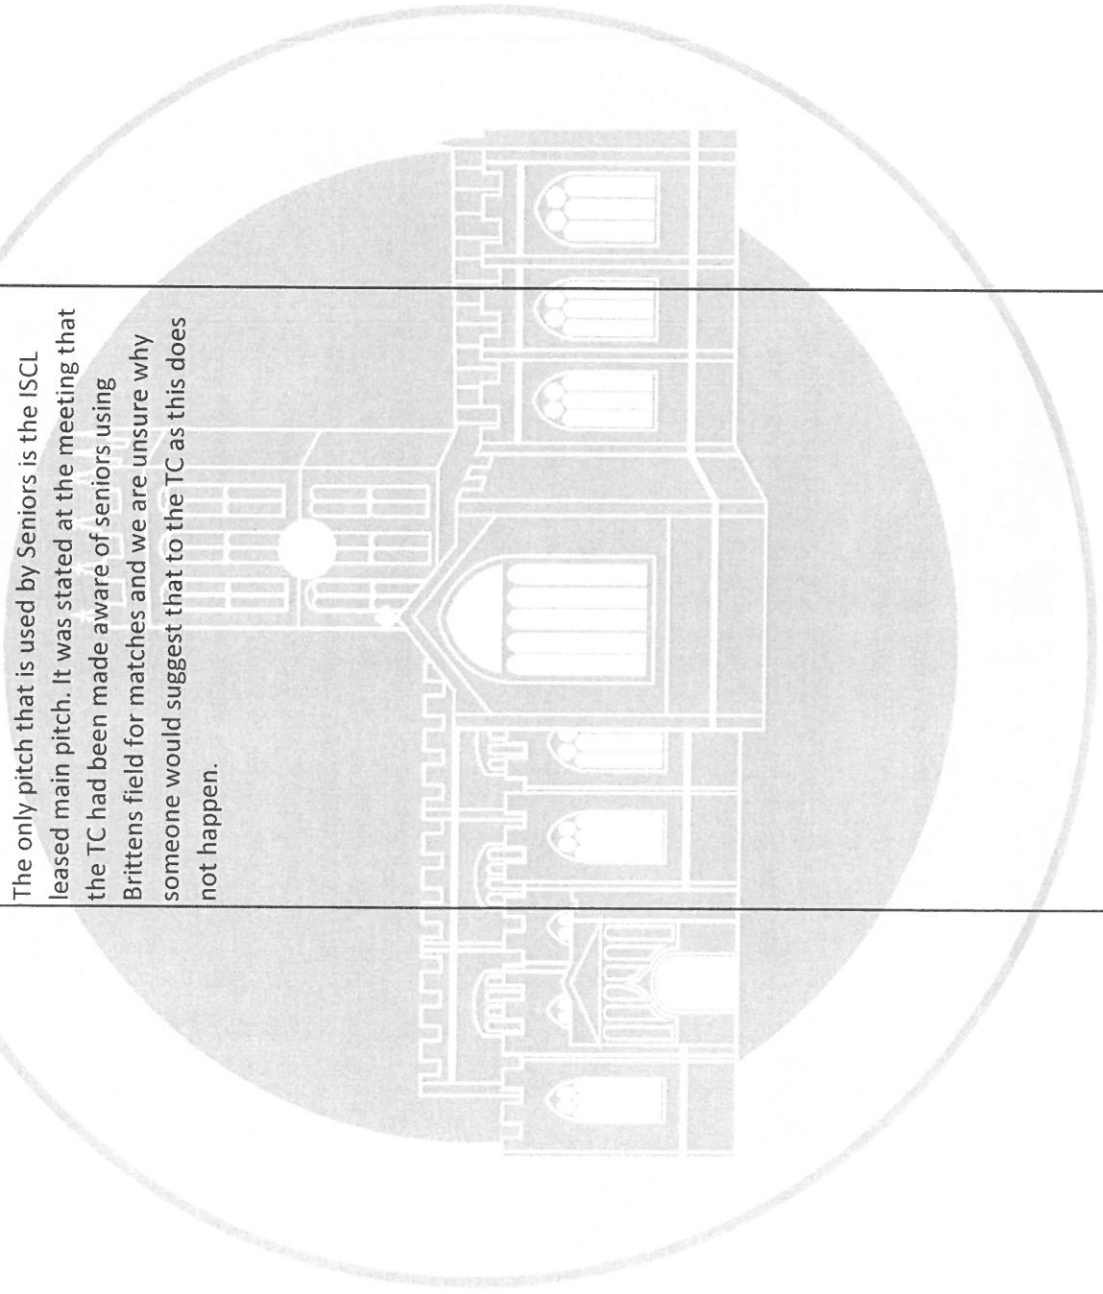 The only pitch that is used by Seniors is the ISCL
leased main pitch. It was stated at the meeting that
the TC had been made aware of seniors using
Brittens field for matches and we are unsure why
someone would suggest that to the TC as this does
not happen.